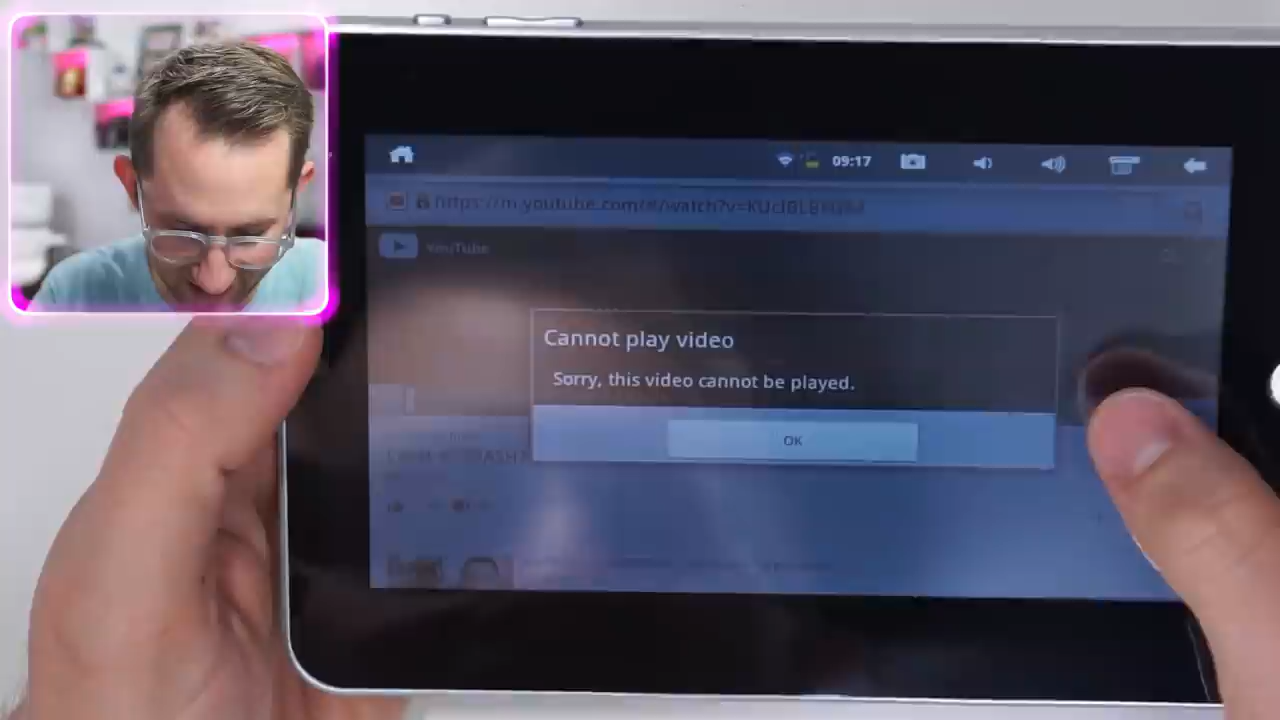 09:17
https://m.youtube.com/#/watch?v=
YouTube
Cannot play video
Sorry, this video cannot be played.
OK